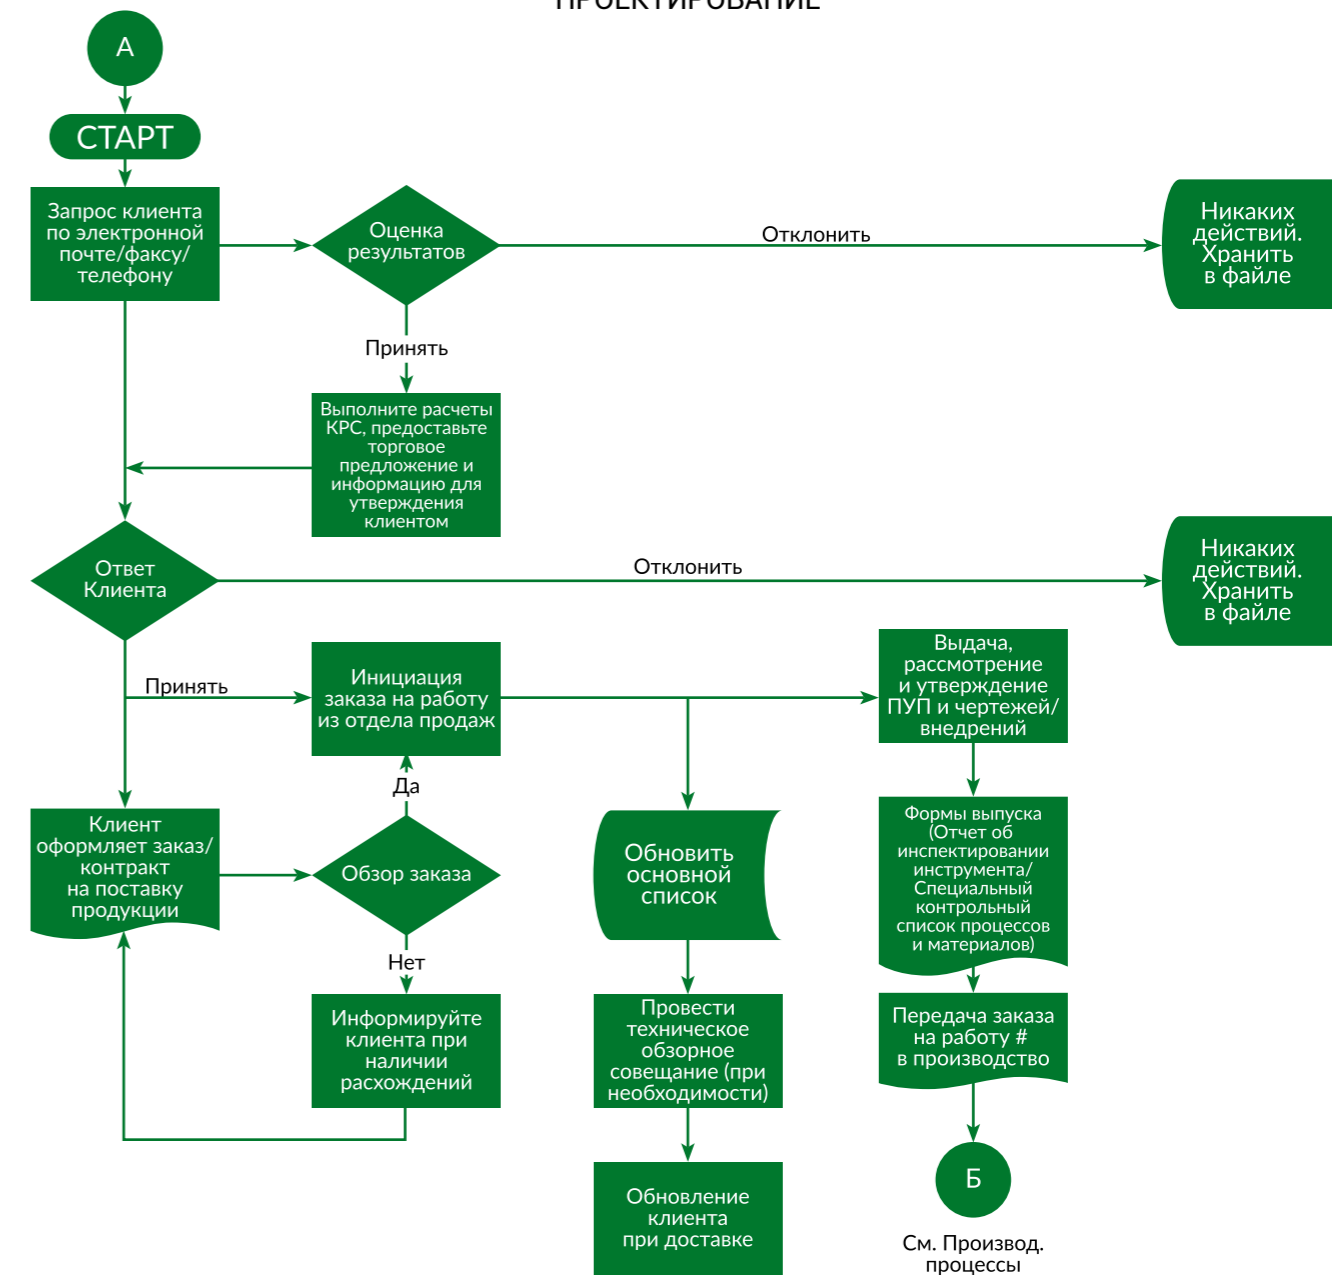 ПРОЕКТИРОВАНИЕ
А
СТАРТ
Запрос клиента
по электронной
почте/факсу/
телефону
Оценка
результатов
Отклонить
Никаких
действий.
Хранить
в файле
Принять
Выполните расчеты
КРС, предоставьте
торговое
предложение и
информацию для
утверждения
клиентом
Ответ
Клиента
Отклонить
Никаких
действий.
Хранить
в файле
Принять
Инициация
заказа на работу
из отдела продаж
Выдача,
рассмотрение
и утверждение
ПУП и чертежей/
внедрений
Да
Клиент
оформляет заказ/
контракт
на поставку
продукции
Обзор заказа
Обновить
основной
список
Формы выпуска
(Отчет об
инспектировании
инструмента/
Специальный
контрольный
список процессов
и материалов)
Нет
Информируйте
клиента при
наличии
расхождений
Провести
техническое
обзорное
совещание (при
необходимости)
Передача заказа
на работу #
в производство
Обновление
клиента
при доставке
Б
См. Производ.
процессы